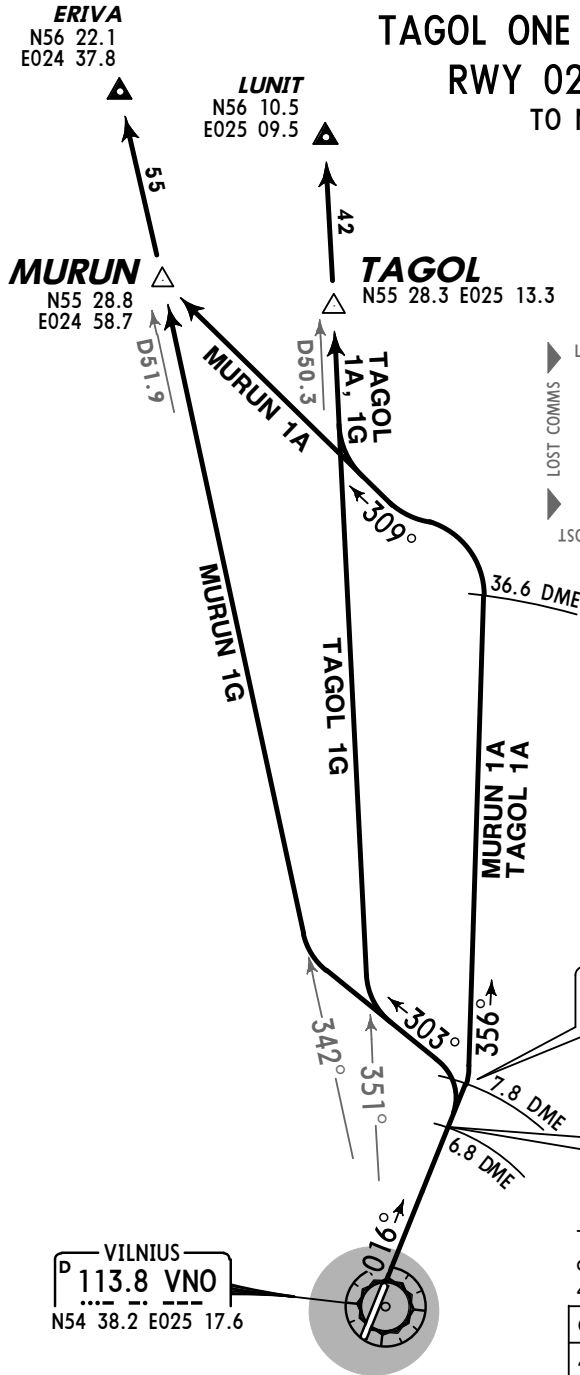 ERIVA
N56 22.1
E024 37.8
TAGOL ONE
RWY 02
LUNIT
N56 10.5
E025 09.5
55
42
MURUN
N55 28.8
E024 58.7
TAGOL
N55 28.3 E025 13.3
D51.9
D50.3
MURUN 1A
TAGOL
1A, 1G
LOST COMMS
309°
36.6 DME
MURUN 1G
TAGOL 1G
MURUN 1A
TAGOL 1A
342°
351°
303°
356°
7.8 DME
6.8 DME
016°
VILNIUS
D 113.8 VNO
N54 38.2 E025 17.6